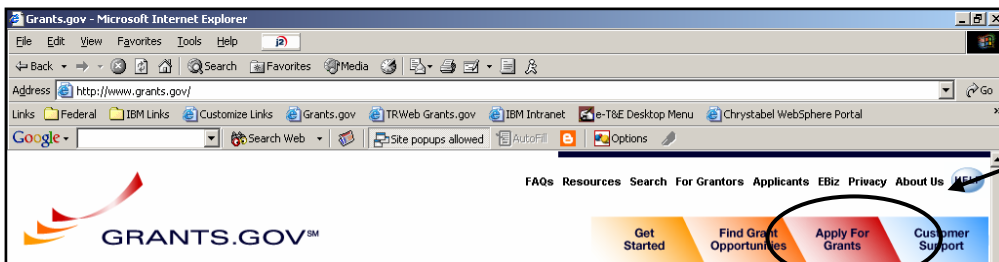 Grants.gov - Microsoft Internet Explorer
File Edit View Favorites Tools Help j2)
Back Search Favorites Media
Address http://www.grants.gov/ Go
Links Federal IBM Links Customize Links Grants.gov TRWeb Grants.gov IBM Intranet e-T&E Desktop Menu Chrystabel WebSphere Portal »
Google Search Web Site popups allowed AutoFill Options
FAQs Resources Search For Grantors Applicants EBiz Privacy About Us HELP
GRANTS.GOV℠
Get Started Find Grant Opportunities Apply For Grants Customer Support